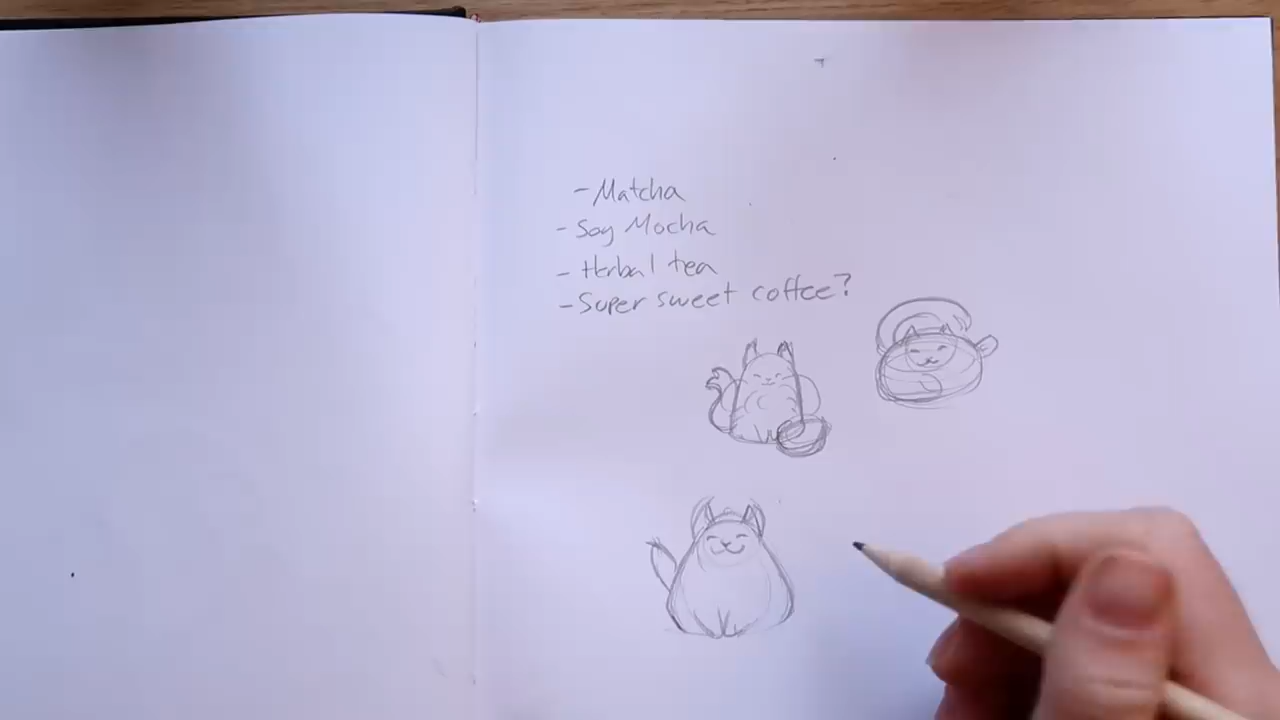 - Matcha
- Soy Mocha
- Herbal tea
- Super sweet coffee?